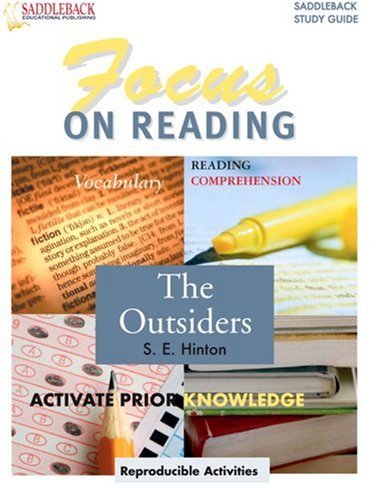 SADDLEBACK
EDUCATIONAL PUBLISHING
SADDLEBACK
STUDY GUIDE
Focus
ON READING
Vocabulary
READING
COMPREHENSION
fiction
The
Outsiders
S. E. Hinton
ACTIVATE PRIOR KNOWLEDGE
Reproducible Activities